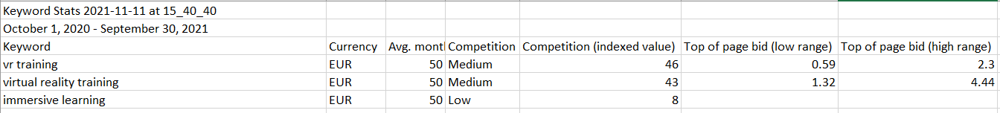 Keyword Stats 2021-11-11 at 15_40_40
October 1, 2020 - September 30, 2021
Keyword Currency Avg. mont Competition Competition (indexed value) Top of page bid (low range) Top of page bid (high range)
vr training EUR 50 Medium 46 0.59 2.3
virtual reality training EUR 50 Medium 43 1.32 4.44
immersive learning EUR 50 Low 8